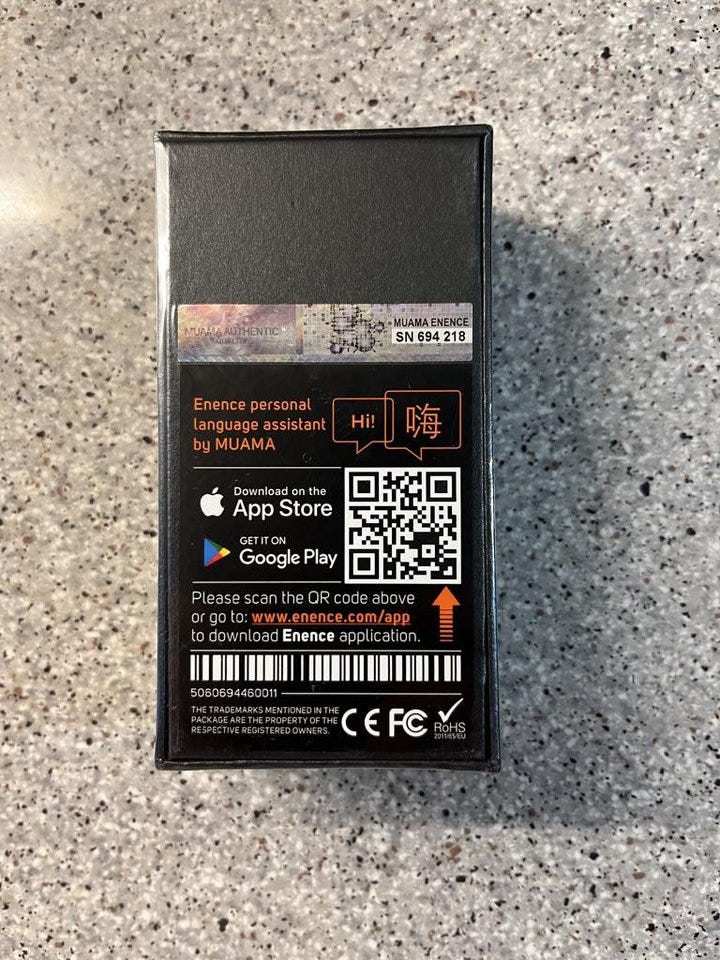 MUAMA AUTHENTIC
QUALITY
MUAMA ENENCE
SN 694 218
Enence personal
language assistant
by MUAMA
Hi!
嗨
Download on the
App Store
GET IT ON
Google Play
Please scan the QR code above
or go to: www.enence.com/app
to download Enence application.
5060694460011
THE TRADEMARKS MENTIONED IN THE
PACKAGE ARE THE PROPERTY OF THE
RESPECTIVE REGISTERED OWNERS.
CE FC RoHS
2011/65/EU